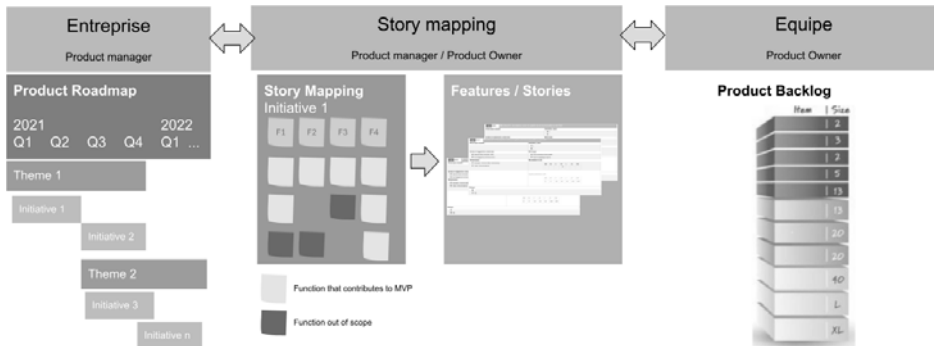 Entreprise
Product manager
Story mapping
Product manager / Product Owner
Equipe
Product Owner
Product Roadmap
2021
2022
Q1 Q2 Q3 Q4 Q1 ...
Theme 1
Initiative 1
Initiative 2
Theme 2
Initiative 3
Initiative n
Story Mapping
Initiative 1
F1 F2 F3 F4
Function that contributes to MVP
Function out of scope
Features / Stories
Product Backlog
Item Size
2
3
2
5
13
13
20
20
40
L
XL